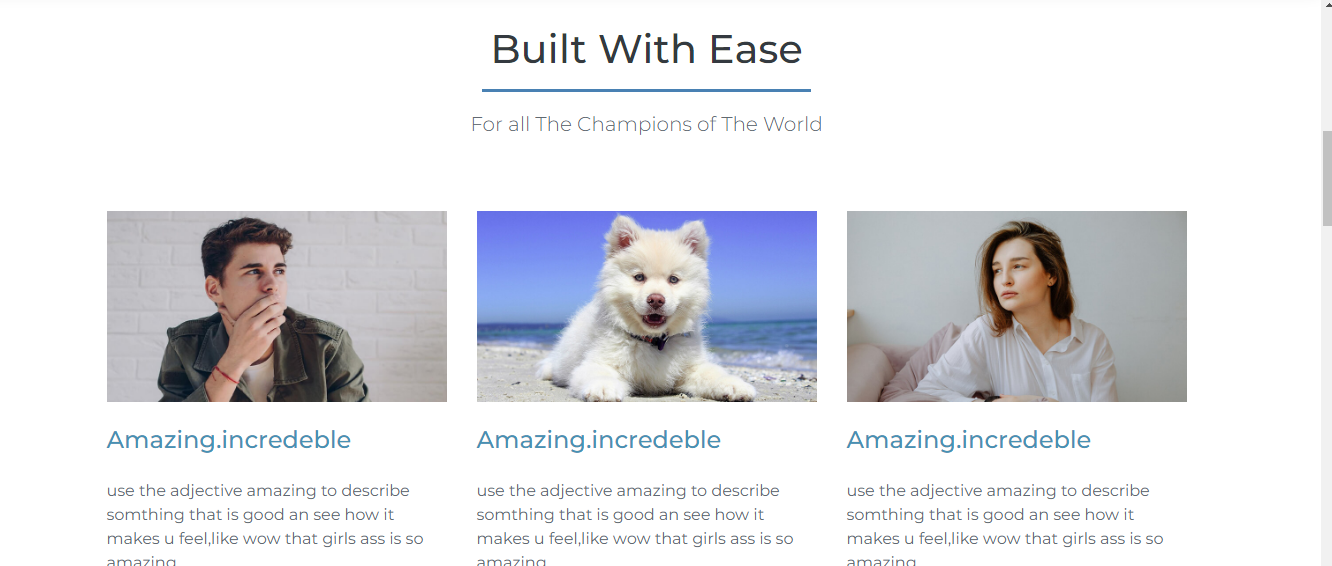 Built With Ease
For all The Champions of The World
Amazing.incredeble
use the adjective amazing to describe
somthing that is good an see how it
makes u feel,like wow that girls ass is so
amazing
Amazing.incredeble
use the adjective amazing to describe
somthing that is good an see how it
makes u feel,like wow that girls ass is so
amazing
Amazing.incredeble
use the adjective amazing to describe
somthing that is good an see how it
makes u feel,like wow that girls ass is so
amazing